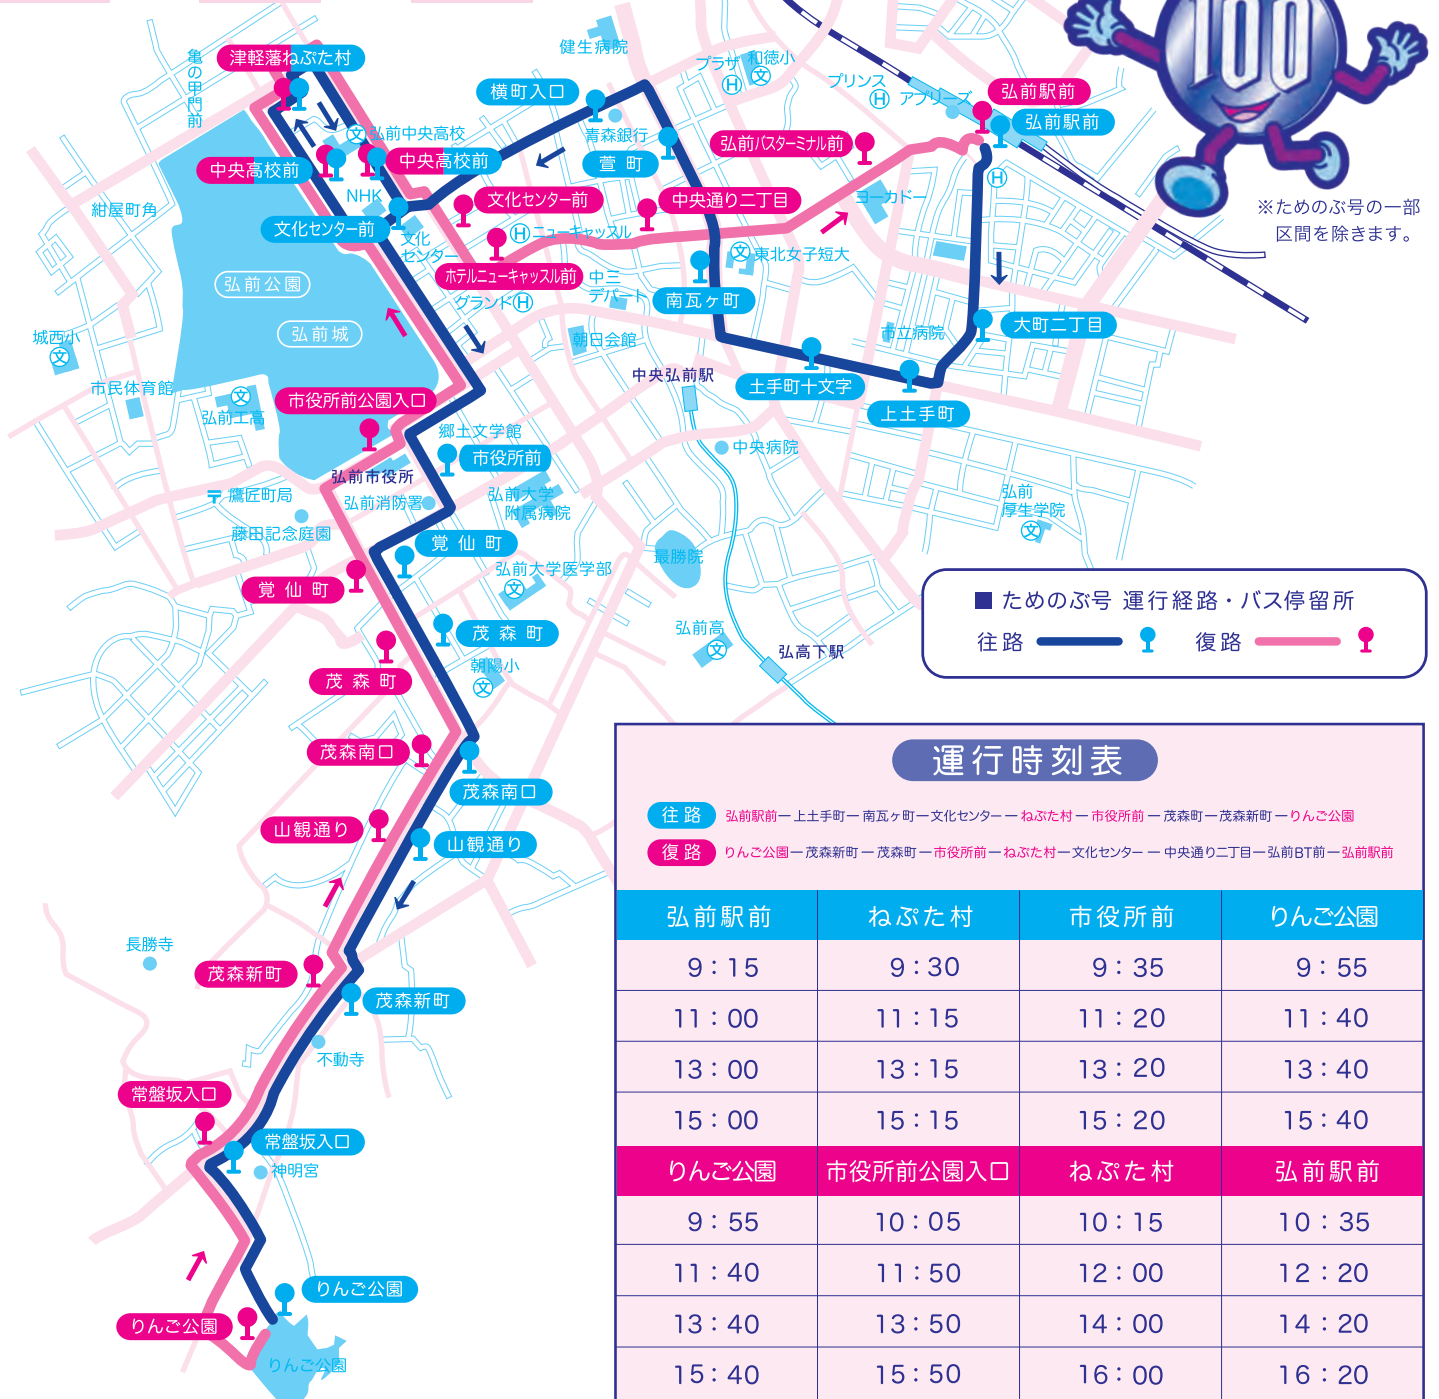 100
※ためのぶ号の一部
区間を除きます。
亀の甲門前
津軽藩ねぷた村
健生病院
プラザ
Ⓗ
和徳小
文
プリンス
Ⓗ
アプリーズ
弘前駅前
弘前駅前
横町入口
青森銀行
萱町
弘前バスターミナル前
文
弘前中央高校
中央高校前
中央高校前
NHK
文化センター前
文化センター前
文化
センター
中央通り二丁目
ヨーカドー
Ⓗ
紺屋町角
Ⓗニューキャッスル
文
東北女子短大
ホテルニューキャッスル前
中三
デパート
グランドⒽ
南瓦ヶ町
弘前公園
弘前城
大町二丁目
市立病院
朝日会館
城西小
文
中央弘前駅
土手町十文字
上土手町
市民体育館
文
弘前工高
市役所前公園入口
郷土文学館
市役所前
中央病院
弘前市役所
〒鷹匠町局
弘前消防署
弘前大学
附属病院
弘前
厚生学院
文
藤田記念庭園
覚仙町
最勝院
弘前大学医学部
文
覚仙町
茂森町
弘前高
文
弘高下駅
茂森町
朝陽小
文
■ためのぶ号 運行経路・バス停留所
往路
復路
茂森南口
茂森南口
山観通り
山観通り
長勝寺
茂森新町
茂森新町
不動寺
常盤坂入口
常盤坂入口
神明宮
りんご公園
りんご公園
りんご公園
運行時刻表
往路 弘前駅前ー上土手町ー南瓦ヶ町ー文化センターーねぷた村ー市役所前ー茂森町ー茂森新町ーりんご公園
復路 りんご公園ー茂森新町ー茂森町ー市役所前ーねぷた村ー文化センターー中央通り二丁目ー弘前BT前ー弘前駅前
弘前駅前 ねぷた村 市役所前 りんご公園
9:15 9:30 9:35 9:55
11:00 11:15 11:20 11:40
13:00 13:15 13:20 13:40
15:00 15:15 15:20 15:40
りんご公園 市役所前公園入口 ねぷた村 弘前駅前
9:55 10:05 10:15 10:35
11:40 11:50 12:00 12:20
13:40 13:50 14:00 14:20
15:40 15:50 16:00 16:20